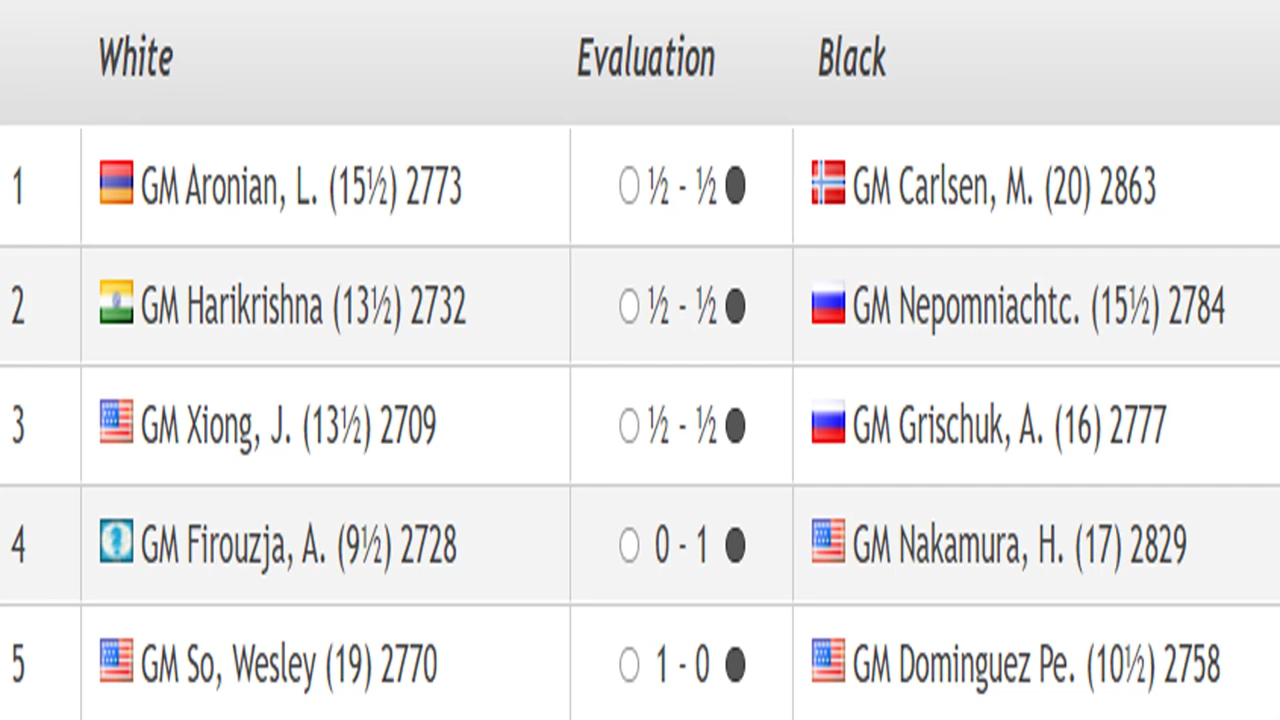 White Evaluation Black
1 GM Aronian, L. (15½) 2773 ½ - ½ GM Carlsen, M. (20) 2863
2 GM Harikrishna (13½) 2732 ½ - ½ GM Nepomniachtc. (15½) 2784
3 GM Xiong, J. (13½) 2709 ½ - ½ GM Grischuk, A. (16) 2777
4 GM Firouzja, A. (9½) 2728 0 - 1 GM Nakamura, H. (17) 2829
5 GM So, Wesley (19) 2770 1 - 0 GM Dominguez Pe. (10½) 2758